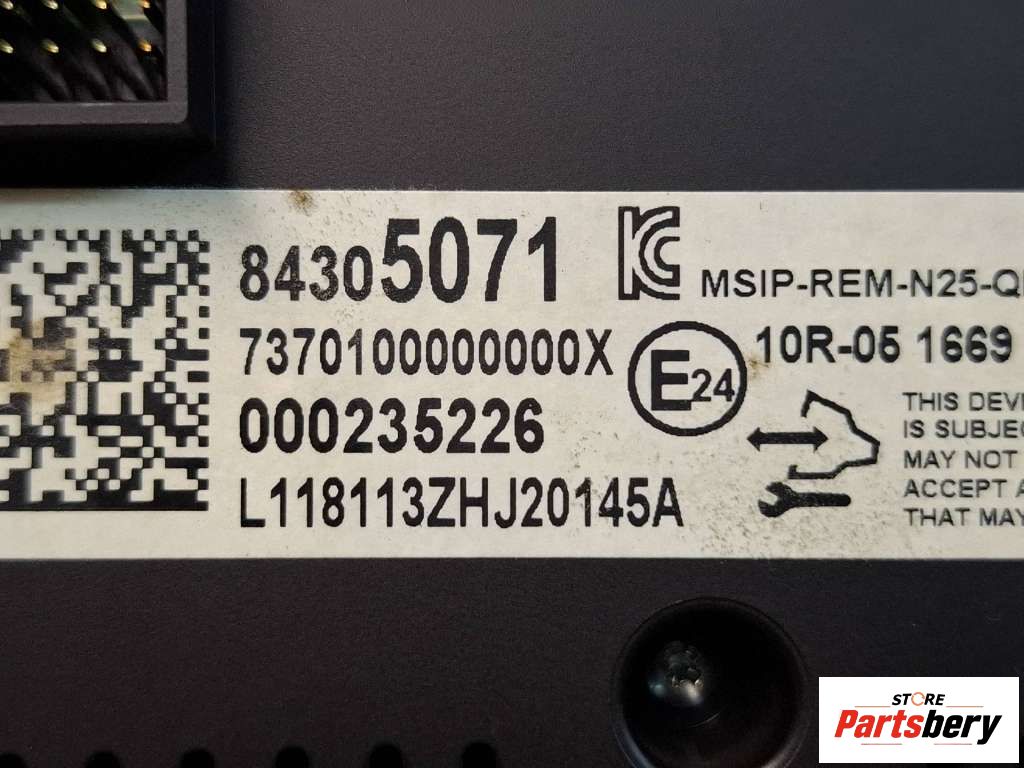 84305071
MSIP-REM-N25-Q
7370100000000X
E24
10R-05 1669
000235226
L118113ZHJ20145A
THIS DEVI
IS SUBJEC
MAY NOT
ACCEPT A
THAT MAY
STORE
Partsbery